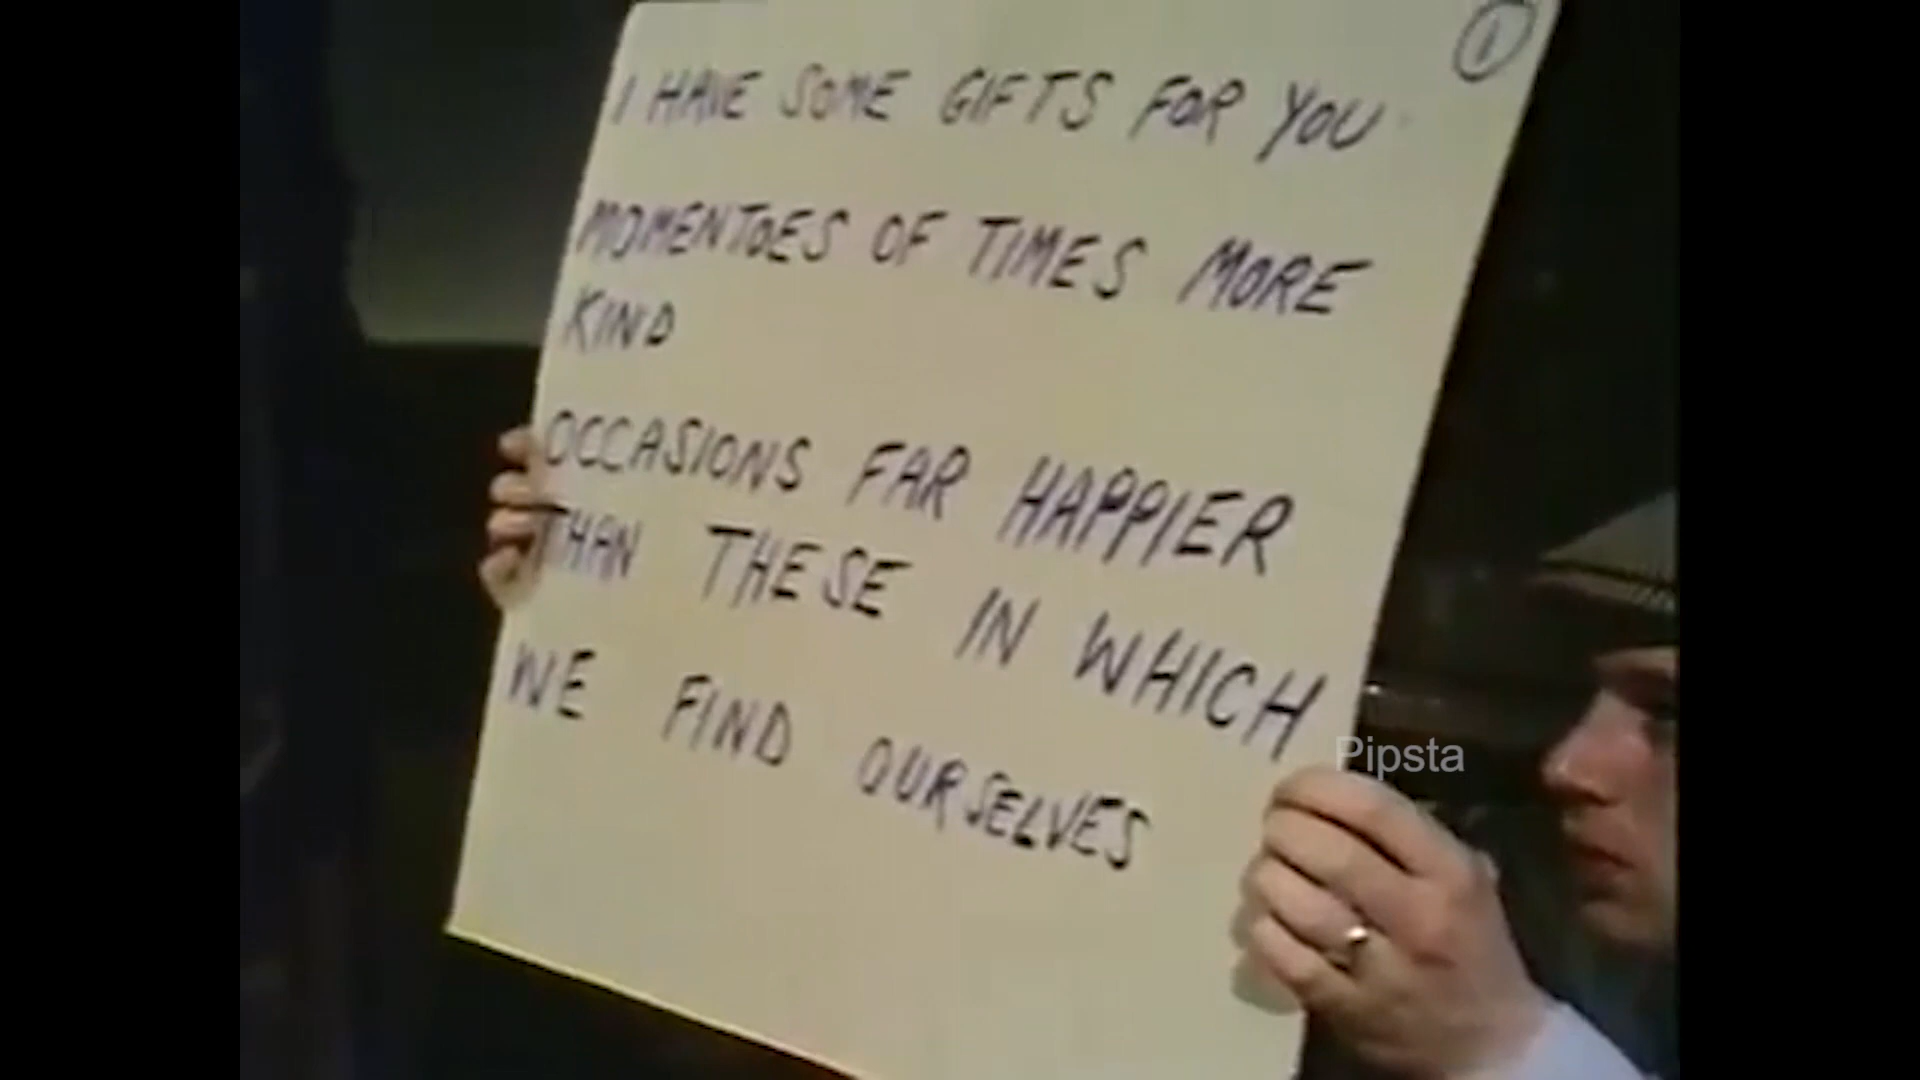 1
I HAVE SOME GIFTS FOR YOU
MOMENTOES OF TIMES MORE
KIND
OCCASIONS FAR HAPPIER
THAN THESE IN WHICH
WE FIND OURSELVES
Pipsta